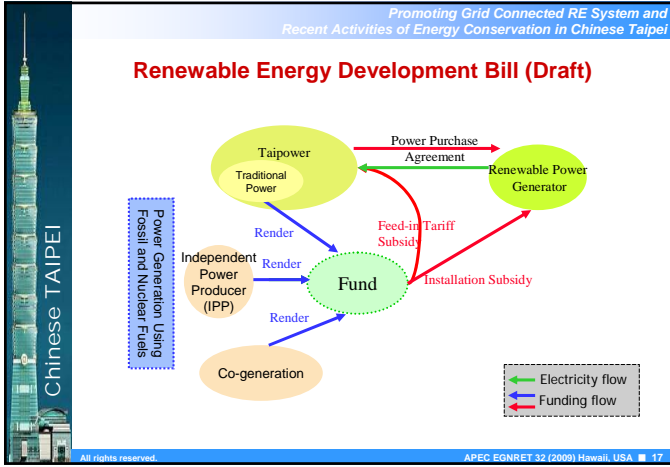 Promoting Grid Connected RE System and
Recent Activities of Energy Conservation in Chinese Taipei
Renewable Energy Development Bill (Draft)
Power Purchase
Agreement
Taipower
Traditional
Power
Renewable Power
Generator
Render
Feed-in Tariff
Subsidy
Power Generation Using
Fossil and Nuclear Fuels
Independent
Power
Producer
(IPP)
Render
Fund
Installation Subsidy
Render
Co-generation
Electricity flow
Funding flow
Chinese TAIPEI
All rights reserved.
APEC EGNRET 32 (2009) Hawaii, USA ■ 17